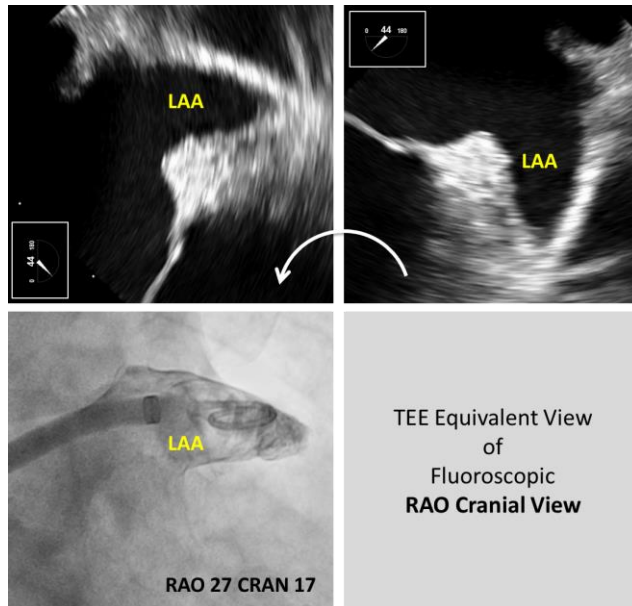 LAA
44
0
180
44
0
180
LAA
LAA
RAO 27 CRAN 17
TEE Equivalent View
of
Fluoroscopic
RAO Cranial View